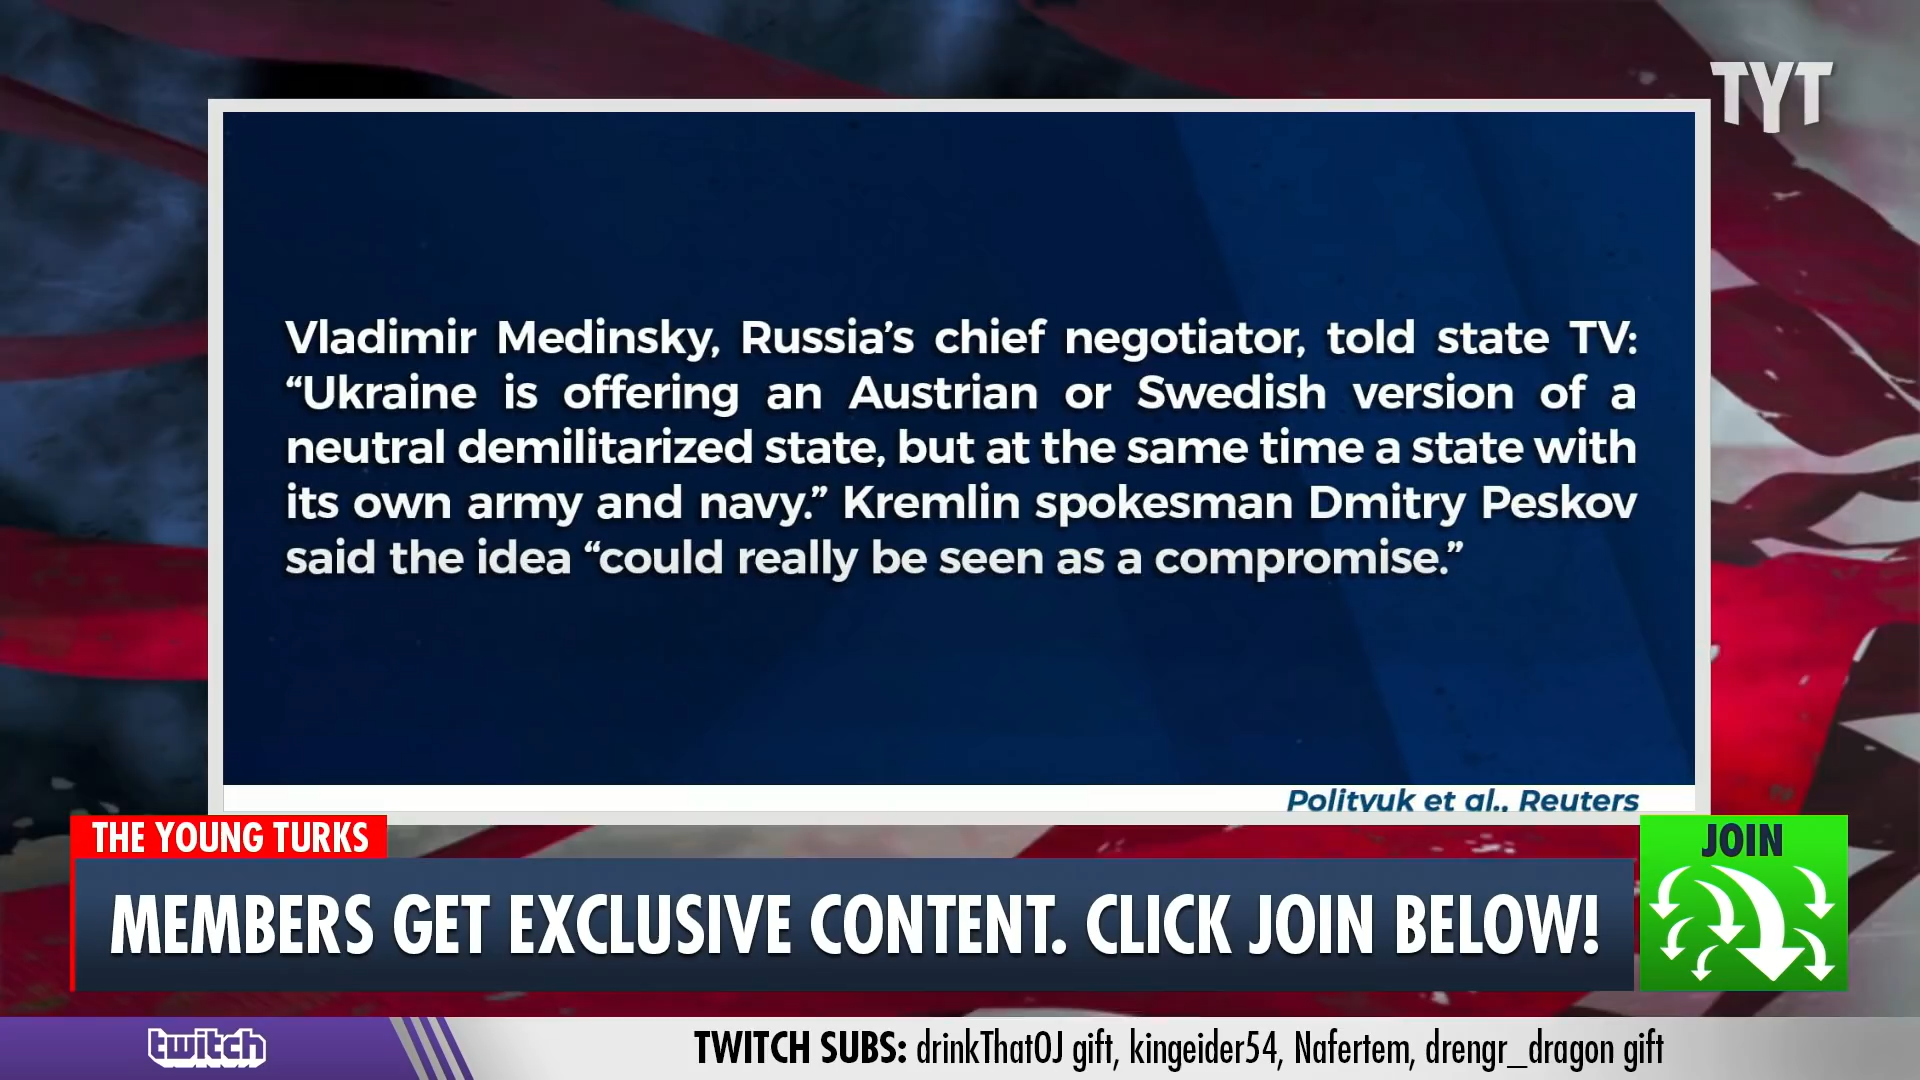 TYT
Vladimir Medinsky, Russia’s chief negotiator, told state TV:
“Ukraine is offering an Austrian or Swedish version of a
neutral demilitarized state, but at the same time a state with
its own army and navy.” Kremlin spokesman Dmitry Peskov
said the idea “could really be seen as a compromise.”
Polityuk et al., Reuters
THE YOUNG TURKS
MEMBERS GET EXCLUSIVE CONTENT. CLICK JOIN BELOW!
JOIN
twitch
TWITCH SUBS: drinkThatOJ gift, kingeider54, Nafertem, drengr_dragon gift